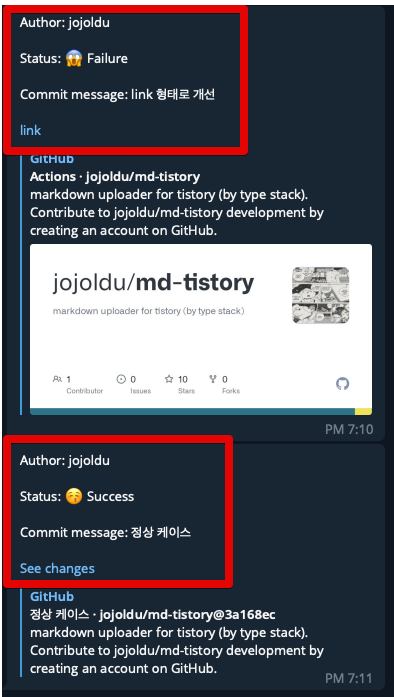 Author: jojoldu
Status: 😱 Failure
Commit message: link 형태로 개선
link
GitHub
Actions · jojoldu/md-tistory
markdown uploader for tistory (by type stack).
Contribute to jojoldu/md-tistory development by
creating an account on GitHub.
jojoldu/md-tistory
markdown uploader for tistory (by type stack)
1 Contributor
0 Issues
10 Stars
0 Forks
PM 7:10
Author: jojoldu
Status: 😚 Success
Commit message: 정상 케이스
See changes
GitHub
정상 케이스 · jojoldu/md-tistory@3a168ec
markdown uploader for tistory (by type stack).
Contribute to jojoldu/md-tistory development by
creating an account on GitHub.
PM 7:11